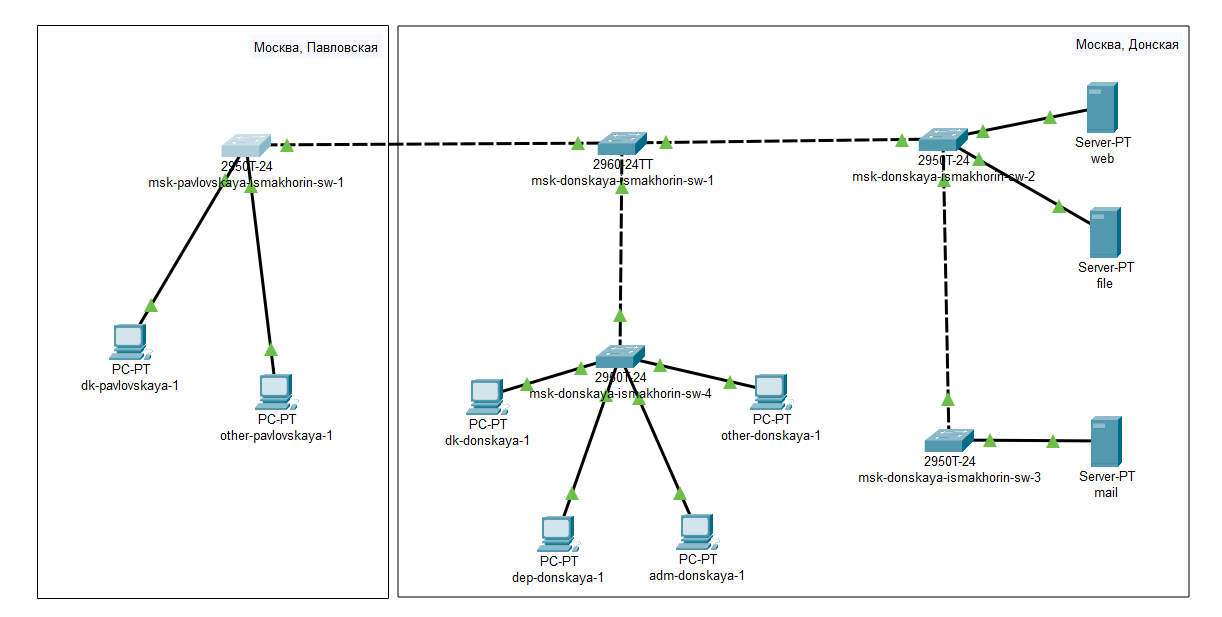 Москва, Павловская
Москва, Донская
2950T-24
msk-pavlovskaya-ismakhorin-sw-1
2960-24TT
msk-donskaya-ismakhorin-sw-1
2950T-24
msk-donskaya-ismakhorin-sw-2
Server-PT
web
Server-PT
file
PC-PT
dk-pavlovskaya-1
PC-PT
other-pavlovskaya-1
2950T-24
msk-donskaya-ismakhorin-sw-4
PC-PT
dk-donskaya-1
PC-PT
other-donskaya-1
2950T-24
msk-donskaya-ismakhorin-sw-3
Server-PT
mail
PC-PT
dep-donskaya-1
PC-PT
adm-donskaya-1